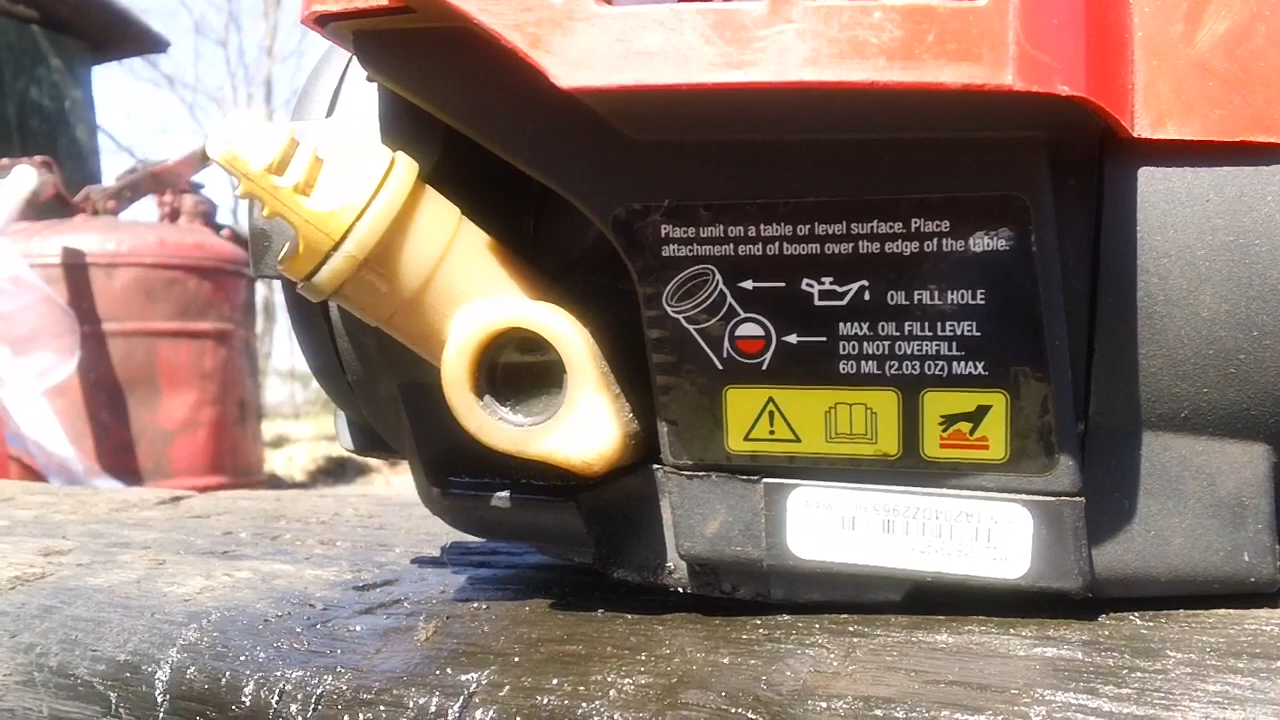 Place unit on a table or level surface. Place
attachment end of boom over the edge of the table.
OIL FILL HOLE
MAX. OIL FILL LEVEL
DO NOT OVERFILL.
60 ML (2.03 OZ) MAX.